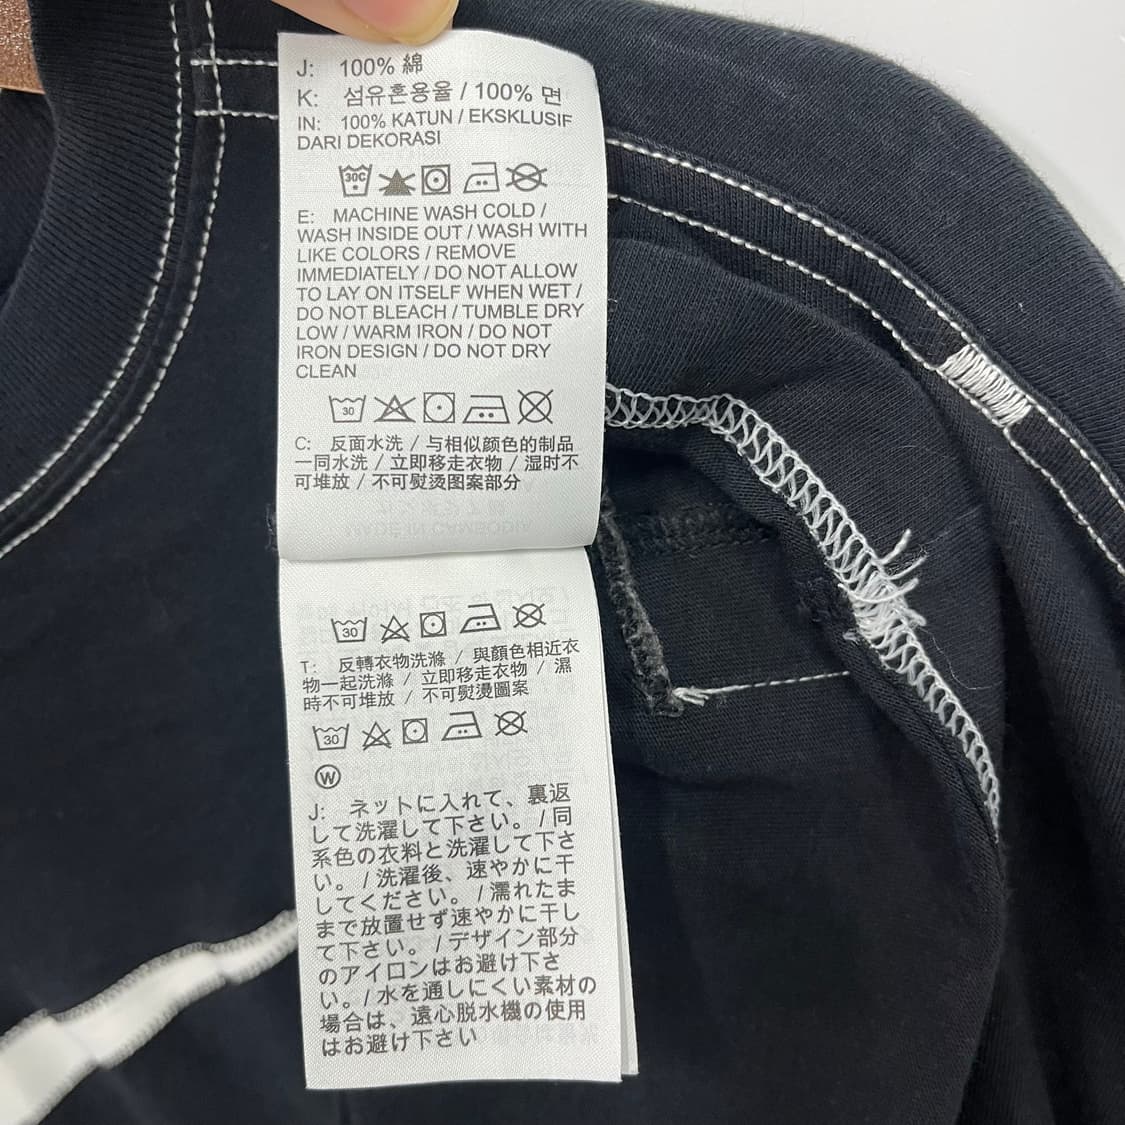 J: 100% 綿
K: 섬유혼용율 / 100% 면
IN: 100% KATUN / EKSKLUSIF
DARI DEKORASI
30C
E: MACHINE WASH COLD /
WASH INSIDE OUT / WASH WITH
LIKE COLORS / REMOVE
IMMEDIATELY / DO NOT ALLOW
TO LAY ON ITSELF WHEN WET /
DO NOT BLEACH / TUMBLE DRY
LOW / WARM IRON / DO NOT
IRON DESIGN / DO NOT DRY
CLEAN
30
C: 反面水洗 / 与相似颜色的制品
一同水洗 / 立即移走衣物 / 湿时不
可堆放 / 不可熨烫图案部分
MADE IN CAMBODIA
30
T: 反轉衣物洗滌 / 與顏色相近衣
物一起洗滌 / 立即移走衣物 / 濕
時不可堆放 / 不可熨燙圖案
30
W
J: ネットに入れて、裏返
して洗濯して下さい。/ 同
系色の衣料と洗濯して下さ
い。/ 洗濯後、速やかに干
してください。/ 濡れたま
まで放置せず速やかに干し
て下さい。/ デザイン部分
のアイロンはお避け下さ
い。/ 水を通しにくい素材の
場合は、遠心脱水機の使用
はお避け下さい